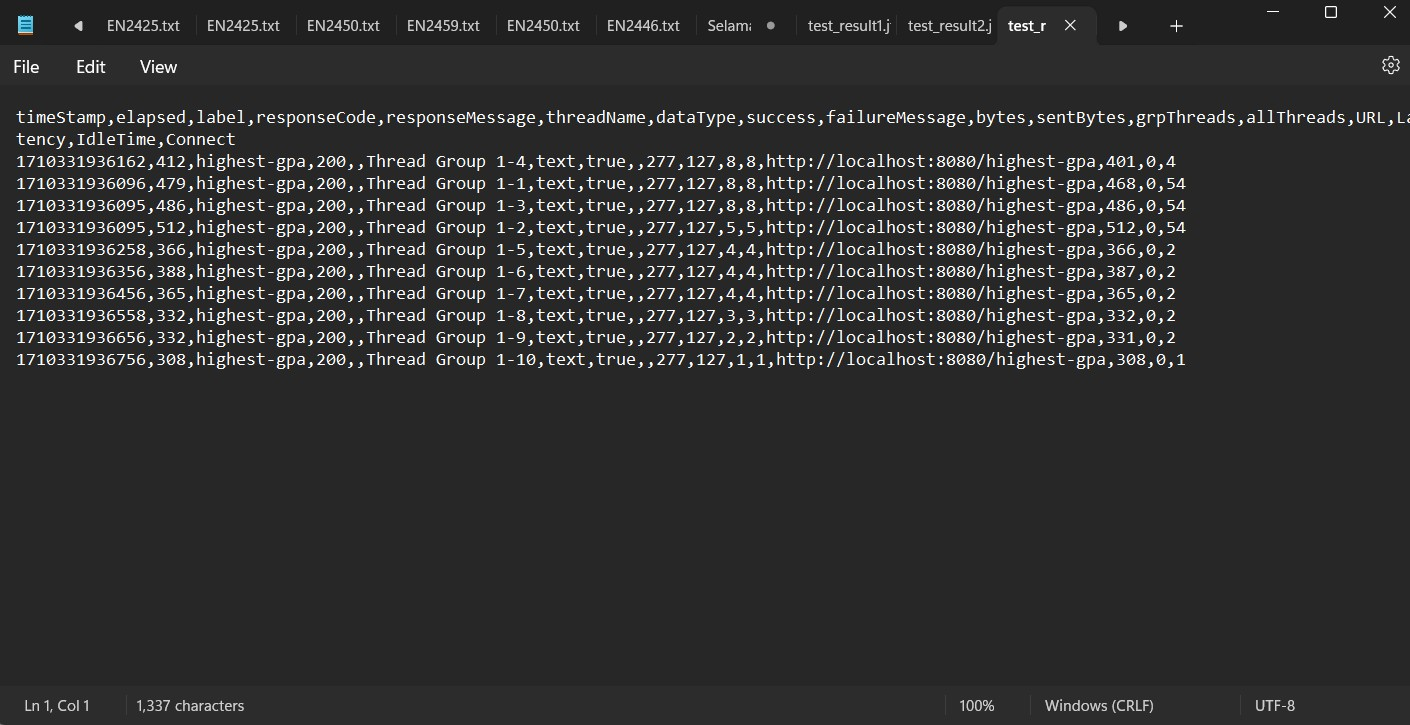 EN2425.txt EN2425.txt EN2450.txt EN2459.txt EN2450.txt EN2446.txt Selama test_result1.j test_result2.j test_r
File Edit View
timeStamp,elapsed,label,responseCode,responseMessage,threadName,dataType,success,failureMessage,bytes,sentBytes,grpThreads,allThreads,URL,La
tency,IdleTime,Connect
1710331936162,412,highest-gpa,200,,Thread Group 1-4,text,true,,277,127,8,8,http://localhost:8080/highest-gpa,401,0,4
1710331936096,479,highest-gpa,200,,Thread Group 1-1,text,true,,277,127,8,8,http://localhost:8080/highest-gpa,468,0,54
1710331936095,486,highest-gpa,200,,Thread Group 1-3,text,true,,277,127,8,8,http://localhost:8080/highest-gpa,486,0,54
1710331936095,512,highest-gpa,200,,Thread Group 1-2,text,true,,277,127,5,5,http://localhost:8080/highest-gpa,512,0,54
1710331936258,366,highest-gpa,200,,Thread Group 1-5,text,true,,277,127,4,4,http://localhost:8080/highest-gpa,366,0,2
1710331936356,388,highest-gpa,200,,Thread Group 1-6,text,true,,277,127,4,4,http://localhost:8080/highest-gpa,387,0,2
1710331936456,365,highest-gpa,200,,Thread Group 1-7,text,true,,277,127,4,4,http://localhost:8080/highest-gpa,365,0,2
1710331936558,332,highest-gpa,200,,Thread Group 1-8,text,true,,277,127,3,3,http://localhost:8080/highest-gpa,332,0,2
1710331936656,332,highest-gpa,200,,Thread Group 1-9,text,true,,277,127,2,2,http://localhost:8080/highest-gpa,331,0,2
1710331936756,308,highest-gpa,200,,Thread Group 1-10,text,true,,277,127,1,1,http://localhost:8080/highest-gpa,308,0,1
Ln 1, Col 1 1,337 characters 100% Windows (CRLF) UTF-8